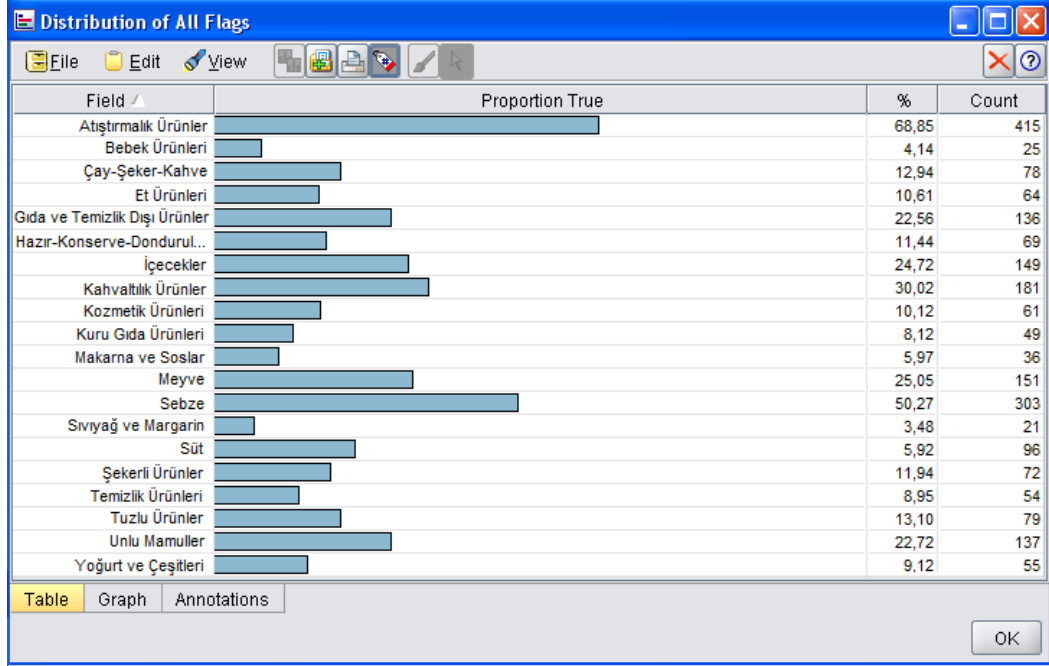 Distribution of All Flags
File Edit View
Field Proportion True % Count
Atıştırmalık Ürünler 68,85 415
Bebek Ürünleri 4,14 25
Çay-Şeker-Kahve 12,94 78
Et Ürünleri 10,61 64
Gıda ve Temizlik Dışı Ürünler 22,56 136
Hazır-Konserve-Dondurul... 11,44 69
İçecekler 24,72 149
Kahvaltılık Ürünler 30,02 181
Kozmetik Ürünleri 10,12 61
Kuru Gıda Ürünleri 8,12 49
Makarna ve Soslar 5,97 36
Meyve 25,05 151
Sebze 50,27 303
Sıvıyağ ve Margarin 3,48 21
Süt 5,92 96
Şekerli Ürünler 11,94 72
Temizlik Ürünleri 8,95 54
Tuzlu Ürünler 13,10 79
Unlu Mamuller 22,72 137
Yoğurt ve Çeşitleri 9,12 55
Table Graph Annotations
OK